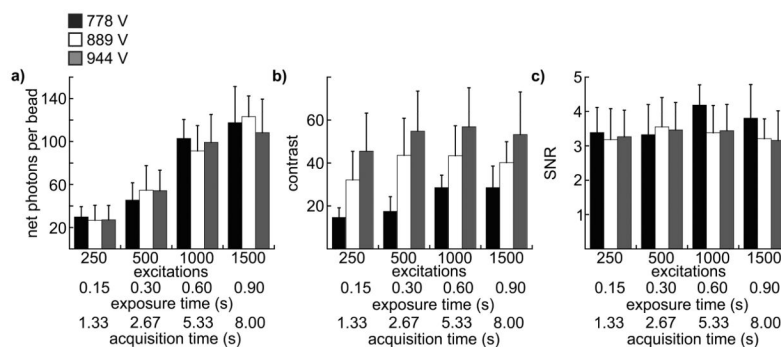 778 V
889 V
944 V
a)
net photons per bead
140
100
60
20
250 500 1000 1500
excitations
0.15 0.30 0.60 0.90
exposure time (s)
1.33 2.67 5.33 8.00
acquisition time (s)
b)
contrast
60
40
20
250 500 1000 1500
excitations
0.15 0.30 0.60 0.90
exposure time (s)
1.33 2.67 5.33 8.00
acquisition time (s)
c)
SNR
5
4
3
2
1
250 500 1000 1500
excitations
0.15 0.30 0.60 0.90
exposure time (s)
1.33 2.67 5.33 8.00
acquisition time (s)